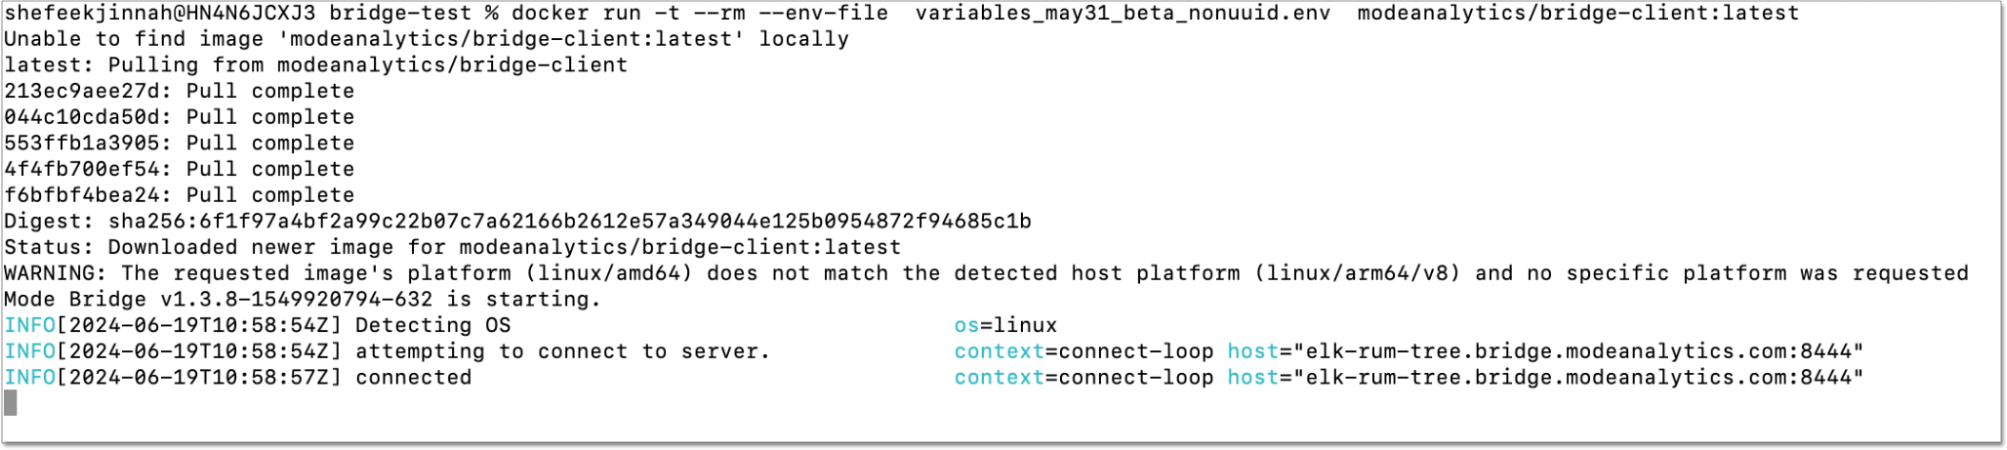 shefeekjinnah@HN4N6JCXJ3 bridge-test % docker run -t --rm --env-file  variables_may31_beta_nonuuid.env  modeanalytics/bridge-client:latest
Unable to find image 'modeanalytics/bridge-client:latest' locally
latest: Pulling from modeanalytics/bridge-client
213ec9aee27d: Pull complete
044c10cda50d: Pull complete
553ffb1a3905: Pull complete
4f4fb700ef54: Pull complete
f6bfbf4bea24: Pull complete
Digest: sha256:6f1f97a4bf2a99c22b07c7a62166b2612e57a349044e125b0954872f94685c1b
Status: Downloaded newer image for modeanalytics/bridge-client:latest
WARNING: The requested image's platform (linux/amd64) does not match the detected host platform (linux/arm64/v8) and no specific platform was requested
Mode Bridge v1.3.8-1549920794-632 is starting.
INFO[2024-06-19T10:58:54Z] Detecting OS                                  os=linux
INFO[2024-06-19T10:58:54Z] attempting to connect to server.              context=connect-loop host="elk-rum-tree.bridge.modeanalytics.com:8444"
INFO[2024-06-19T10:58:57Z] connected                                     context=connect-loop host="elk-rum-tree.bridge.modeanalytics.com:8444"